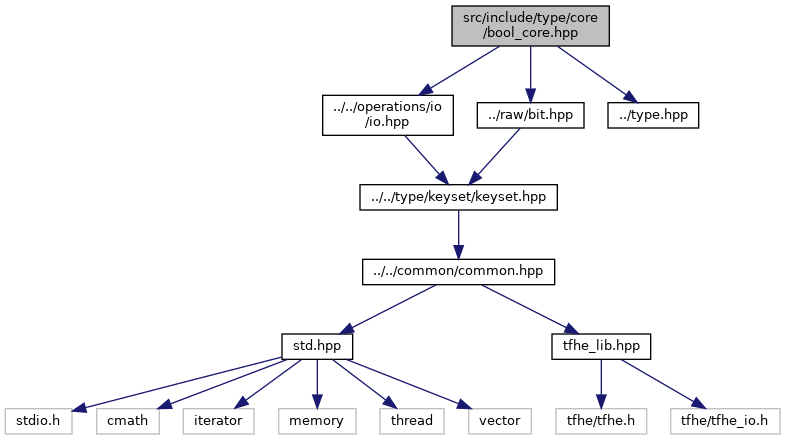 src/include/type/core
/bool_core.hpp
../../operations/io
/io.hpp
../raw/bit.hpp
../type.hpp
../../type/keyset/keyset.hpp
../../common/common.hpp
std.hpp
tfhe_lib.hpp
stdio.h
cmath
iterator
memory
thread
vector
tfhe/tfhe.h
tfhe/tfhe_io.h